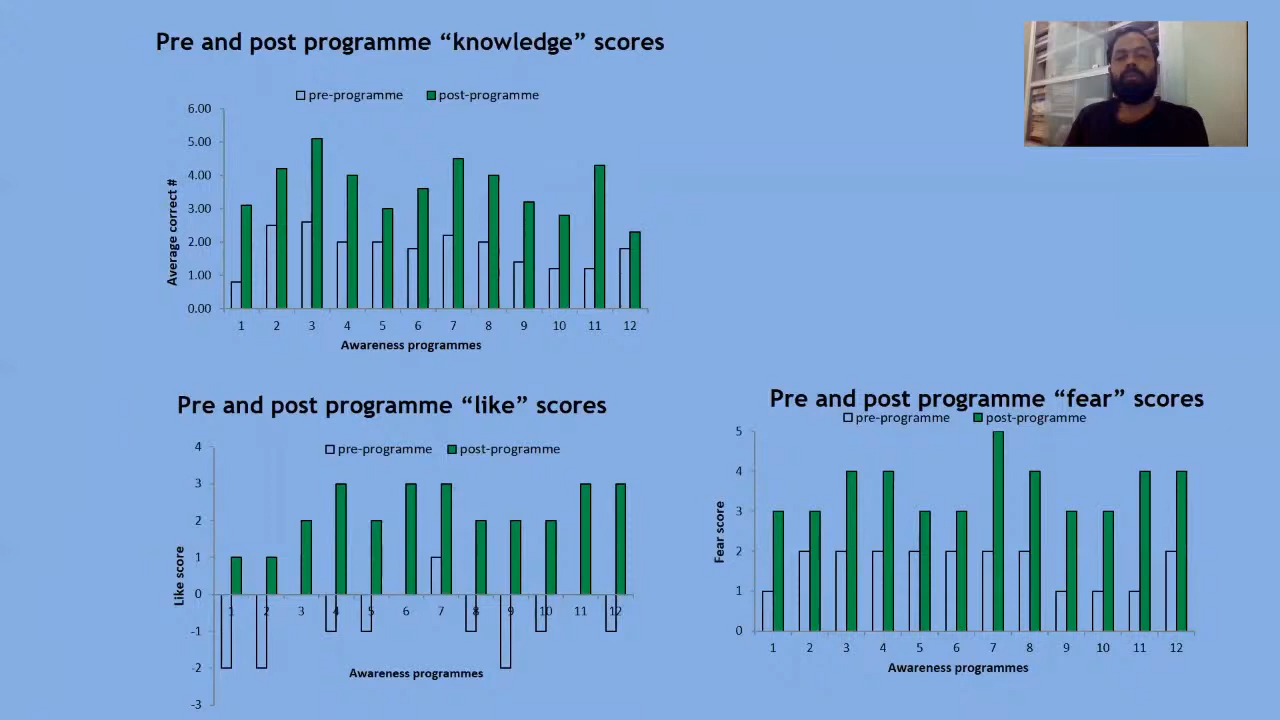 Pre and post programme “knowledge” scores
pre-programme post-programme
6.00
5.00
4.00
3.00
2.00
1.00
0.00
Average correct #
1 2 3 4 5 6 7 8 9 10 11 12
Awareness programmes
Pre and post programme “like” scores
pre-programme post-programme
4
3
2
1
0
-1
-2
-3
Like score
1 2 3 4 5 6 7 8 9 10 11 12
Awareness programmes
Pre and post programme “fear” scores
pre-programme post-programme
5
4
3
2
1
0
Fear score
1 2 3 4 5 6 7 8 9 10 11 12
Awareness programmes